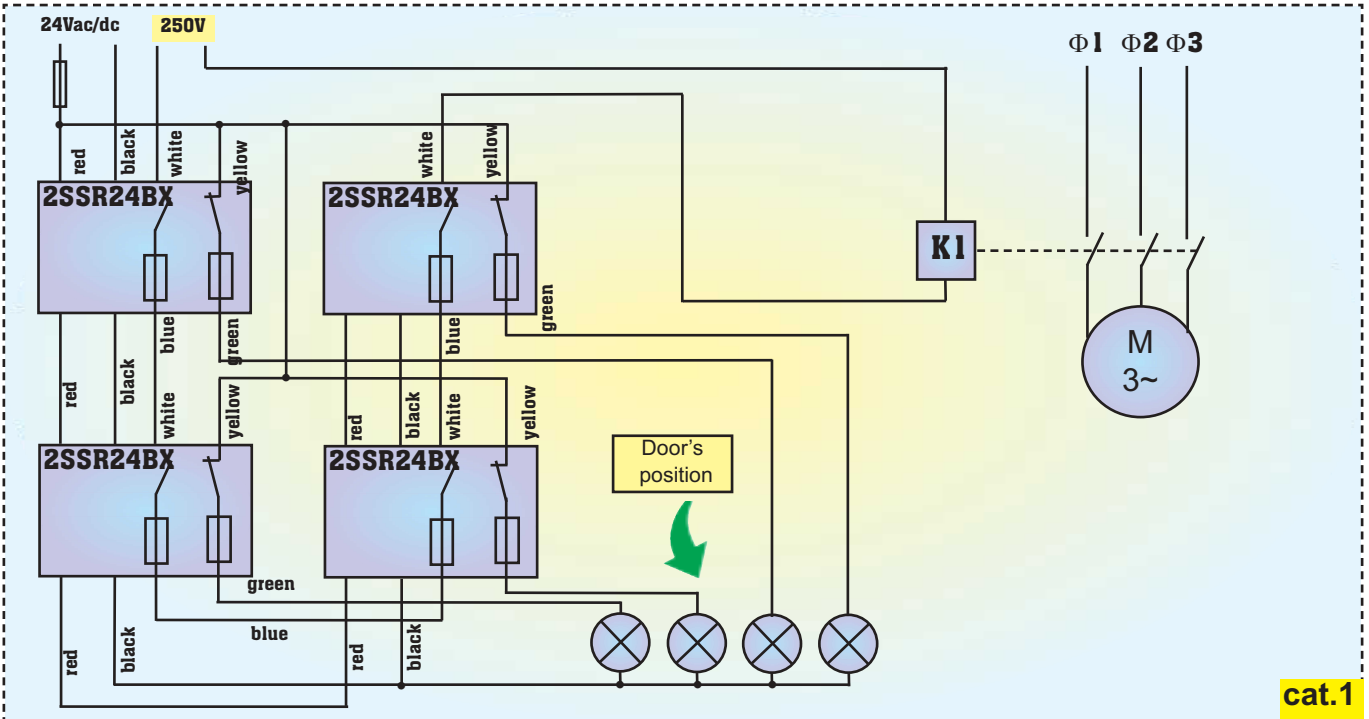 24Vac/dc 250V
Φ1 Φ2 Φ3
red black white yellow
white yellow
2SSR24BX
2SSR24BX
K1
blue green
blue green
M
3~
red black white yellow
red black white yellow
2SSR24BX
2SSR24BX
Door's
position
green
blue
red black
red black
cat.1